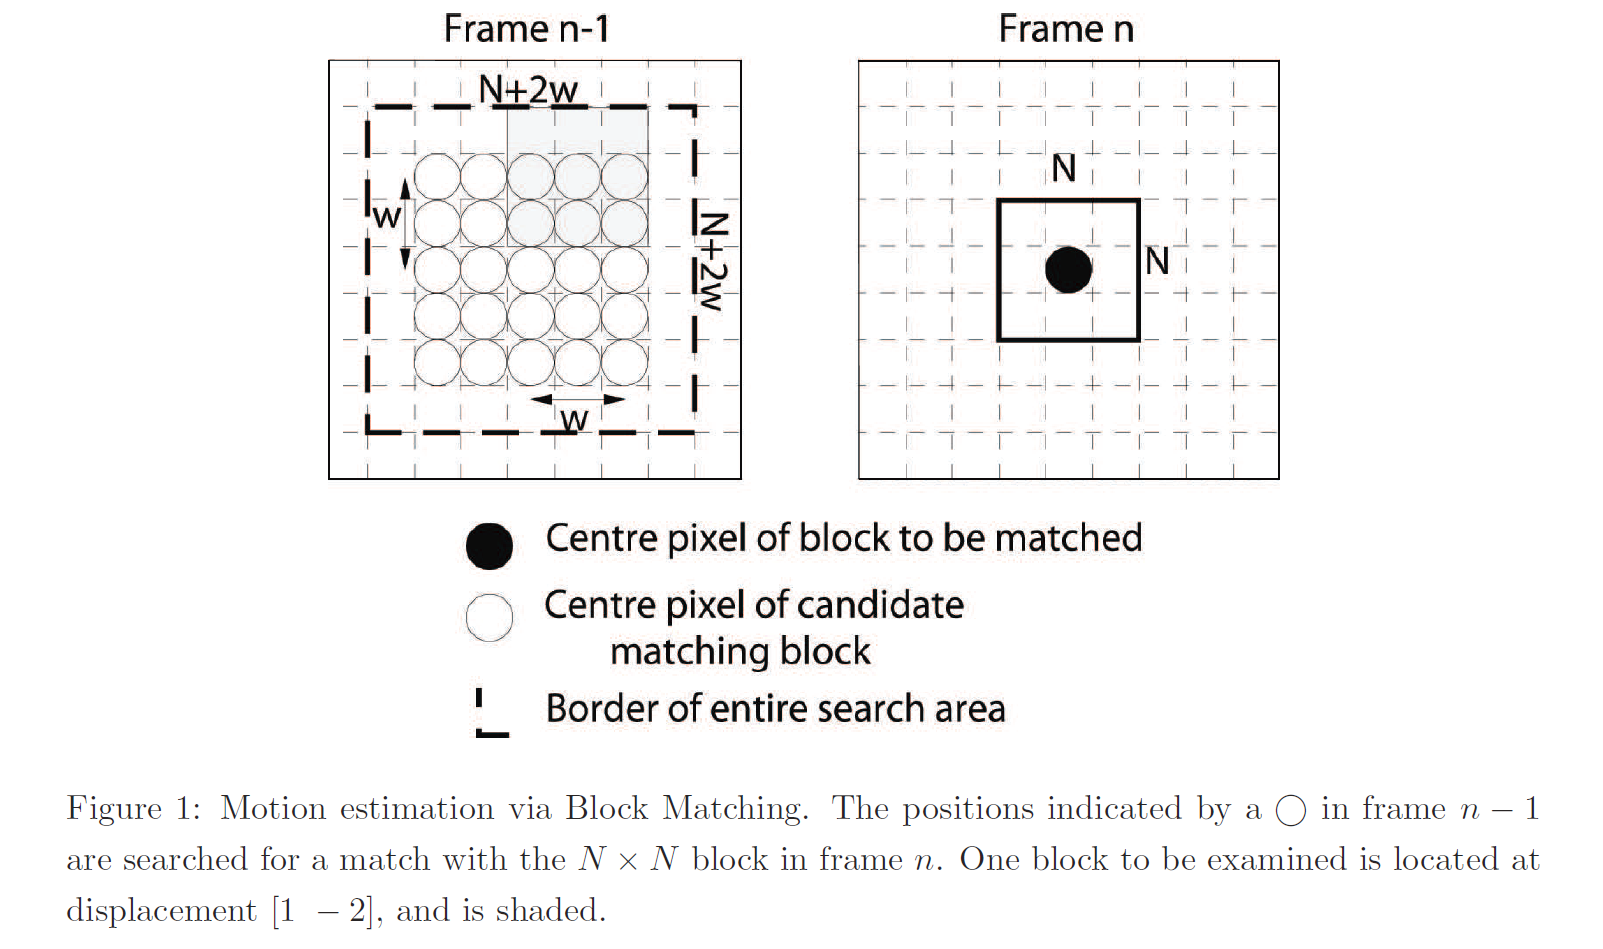 Frame n-1
Frame n
N+2w
N
w
N+2w
N
w
Centre pixel of block to be matched
Centre pixel of candidate
matching block
Border of entire search area
Figure 1: Motion estimation via Block Matching. The positions indicated by a ◯ in frame n − 1
are searched for a match with the N × N block in frame n. One block to be examined is located at
displacement [1 − 2], and is shaded.